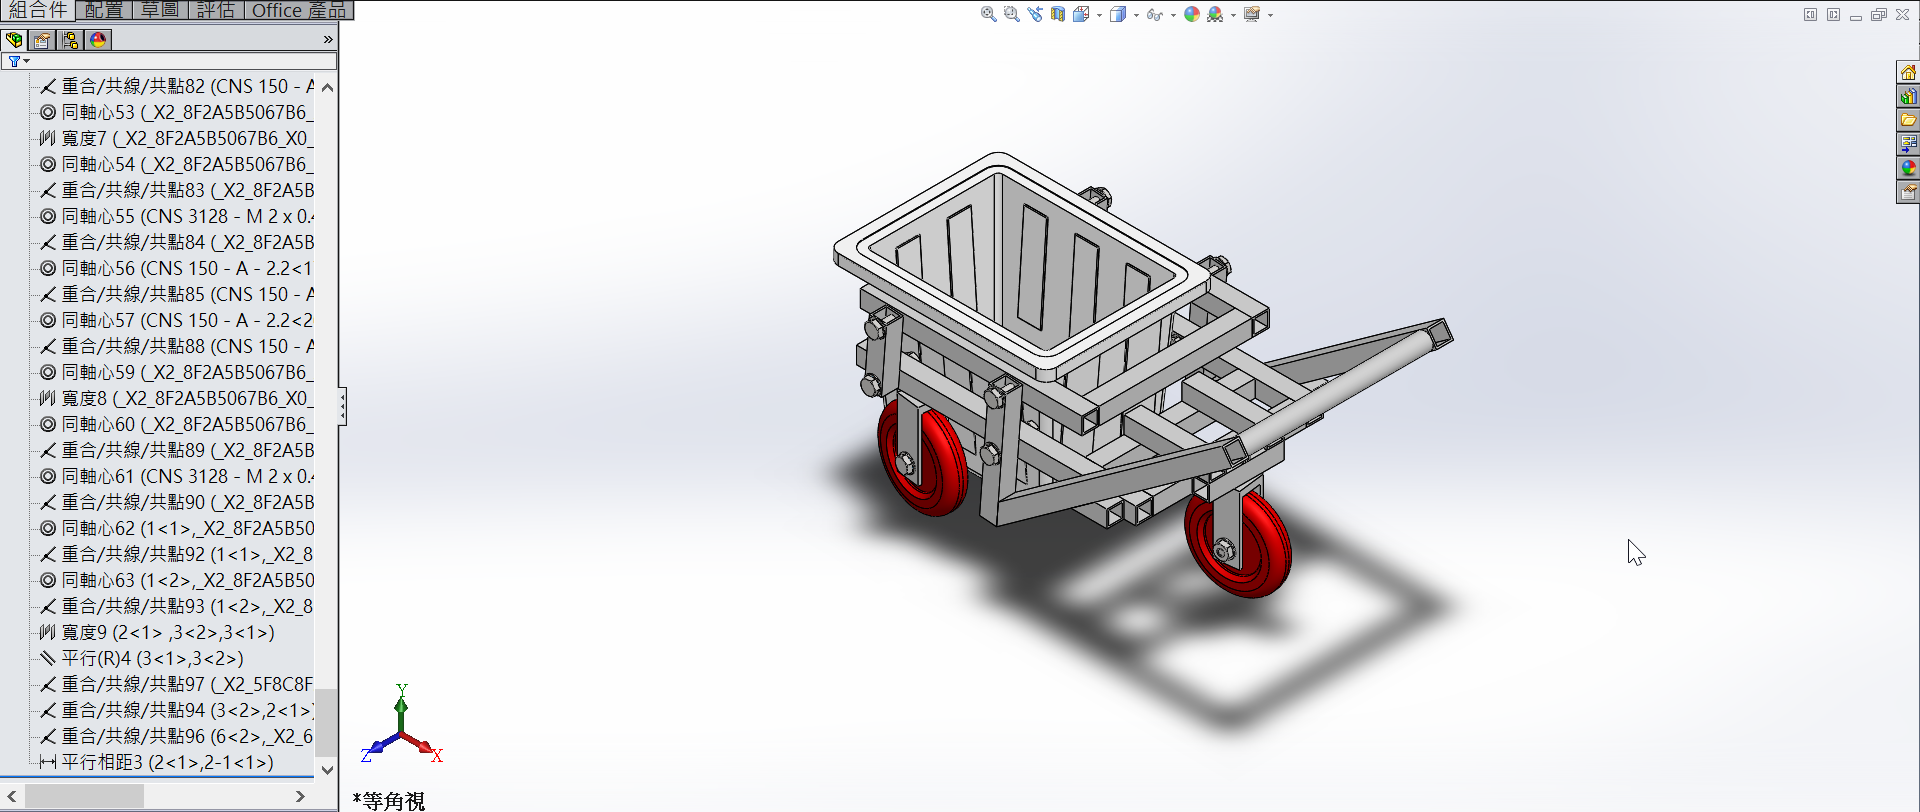 組合件 配置 草圖 評估 Office 產品
重合/共線/共點82 (CNS 150 - A
同軸心53 (_X2_8F2A5B5067B6_
寬度7 (_X2_8F2A5B5067B6_X0_
同軸心54 (_X2_8F2A5B5067B6_
重合/共線/共點83 (_X2_8F2A5B
同軸心55 (CNS 3128 - M 2 x 0.4
重合/共線/共點84 (_X2_8F2A5B
同軸心56 (CNS 150 - A - 2.2<1
重合/共線/共點85 (CNS 150 - A
同軸心57 (CNS 150 - A - 2.2<2
重合/共線/共點88 (CNS 150 - A
同軸心59 (_X2_8F2A5B5067B6_
寬度8 (_X2_8F2A5B5067B6_X0_
同軸心60 (_X2_8F2A5B5067B6_
重合/共線/共點89 (_X2_8F2A5B
同軸心61 (CNS 3128 - M 2 x 0.4
重合/共線/共點90 (_X2_8F2A5B
同軸心62 (1<1>,_X2_8F2A5B50
重合/共線/共點92 (1<1>,_X2_8
同軸心63 (1<2>,_X2_8F2A5B50
重合/共線/共點93 (1<2>,_X2_8
寬度9 (2<1> ,3<2>,3<1>)
平行(R)4 (3<1>,3<2>)
重合/共線/共點97 (_X2_5F8C8F
重合/共線/共點94 (3<2>,2<1>)
重合/共線/共點96 (6<2>,_X2_6
平行相距3 (2<1>,2-1<1>)
Y
Z
X
*等角視